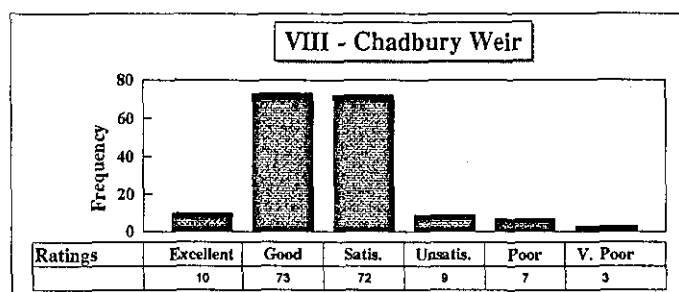 VIII - Chadbury Weir
80
60
40
20
0
Frequency
Ratings Excellent Good Satis. Unsatis. Poor V. Poor
10 73 72 9 7 3